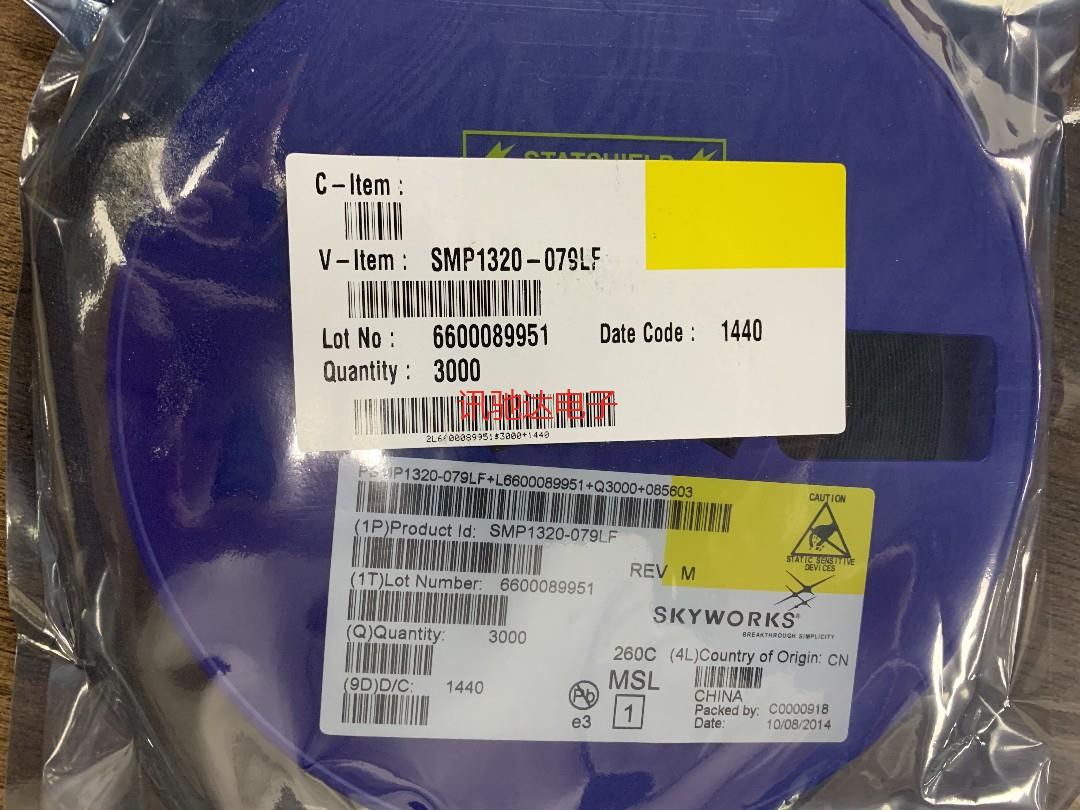 STATSHIELD
C-Item :
V-Item : SMP1320-079LF
Lot No : 6600089951 Date Code : 1440
Quantity : 3000
讯驰达电子
2L6600089951#3000+1440
PSMP1320-079LF+L6600089951+Q3000+085603
CAUTION
STATIC SENSITIVE
DEVICES
(1P)Product Id: SMP1320-079LF
REV M
(1T)Lot Number: 6600089951
SKYWORKS®
BREAKTHROUGH SIMPLICITY
(Q)Quantity: 3000
260C (4L)Country of Origin: CN
MSL
1
CHINA
(9D)D/C: 1440
Pb
e3
Packed by: C0000918
Date: 10/08/2014